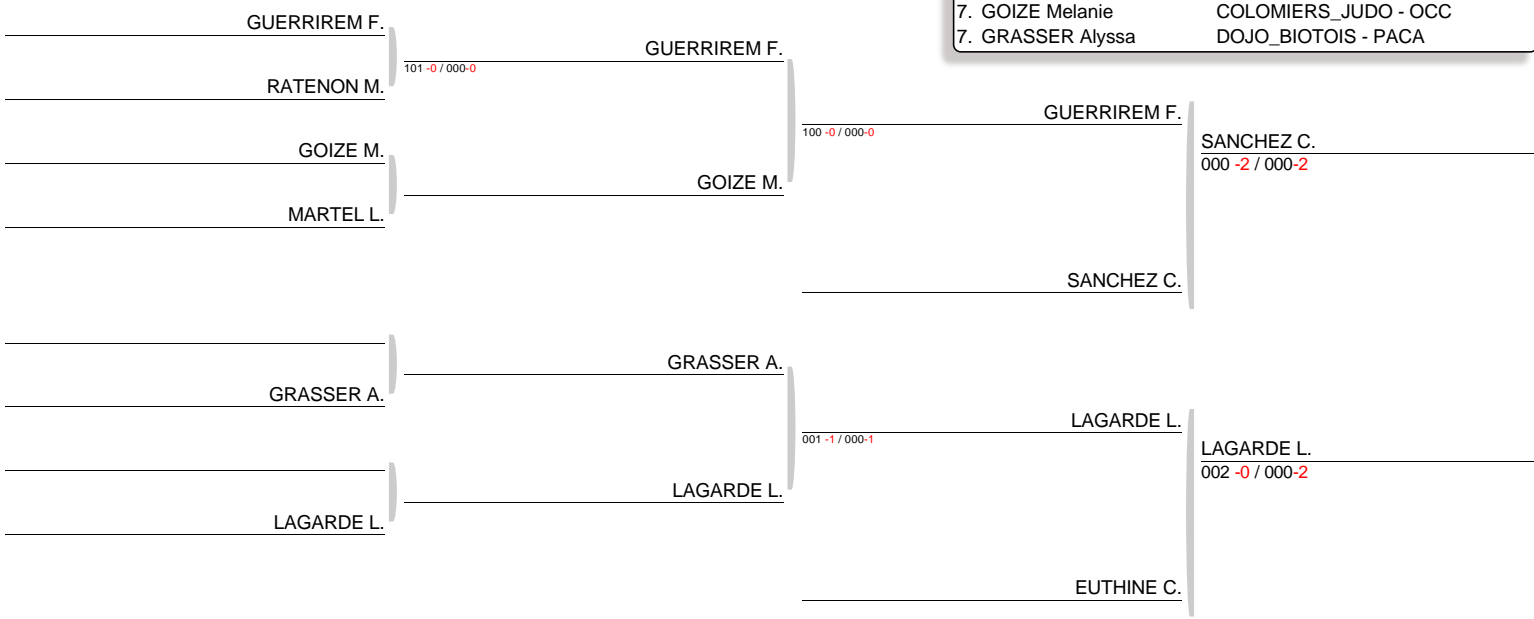 7. GOIZE Melanie COLOMIERS_JUDO - OCC
7. GRASSER Alyssa DOJO_BIOTOIS - PACA
GUERRIREM F.
RATENON M.
GOIZE M.
MARTEL L.
GRASSER A.
LAGARDE L.
GUERRIREM F.
101 -0 / 000-0
GOIZE M.
GRASSER A.
LAGARDE L.
GUERRIREM F.
100 -0 / 000-0
SANCHEZ C.
LAGARDE L.
001 -1 / 000-1
EUTHINE C.
SANCHEZ C.
000 -2 / 000-2
LAGARDE L.
002 -0 / 000-2